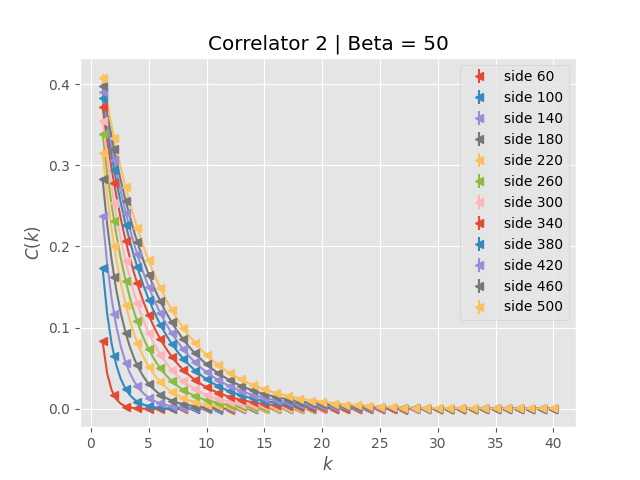 Correlator 2 | Beta = 50
C(k)
0.4
0.3
0.2
0.1
0.0
0 5 10 15 20 25 30 35 40
k
side 60
side 100
side 140
side 180
side 220
side 260
side 300
side 340
side 380
side 420
side 460
side 500